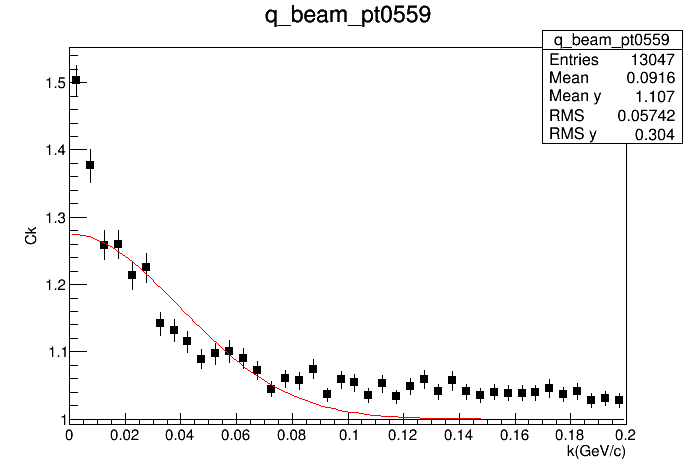 q_beam_pt0559
q_beam_pt0559
Entries 13047
Mean 0.0916
Mean y 1.107
RMS 0.05742
RMS y 0.304
Ck
1.5
1.4
1.3
1.2
1.1
1
0 0.02 0.04 0.06 0.08 0.1 0.12 0.14 0.16 0.18 0.2
k(GeV/c)